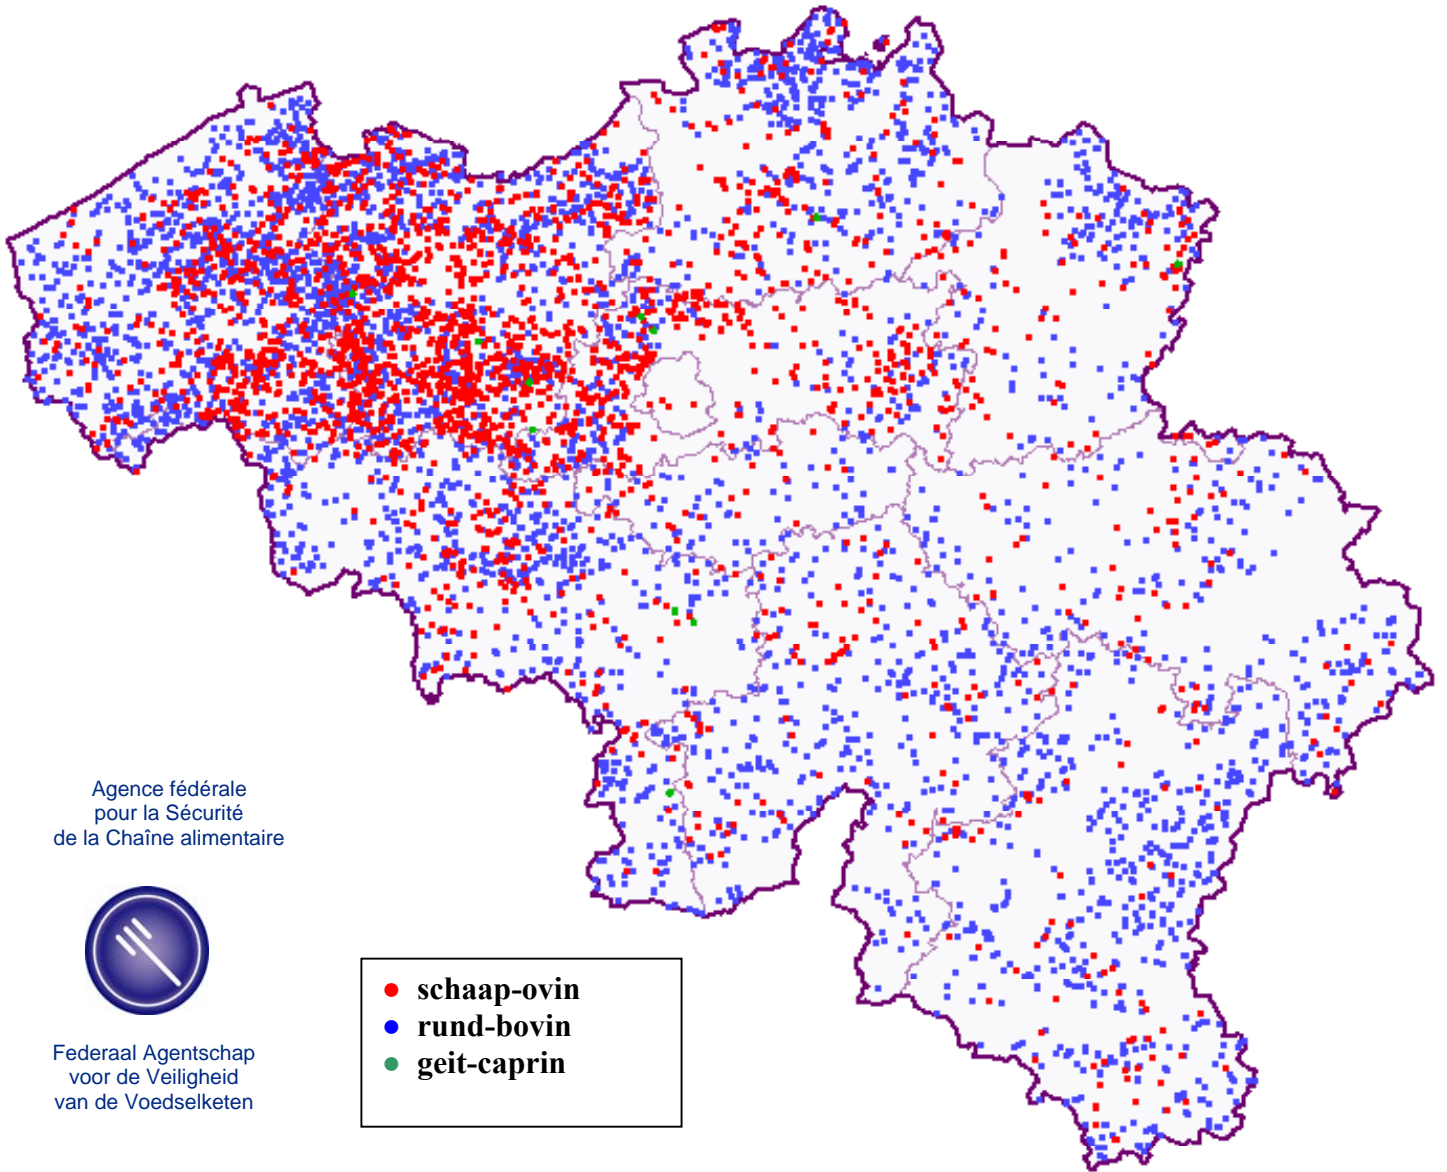 Agence fédérale
pour la Sécurité
de la Chaîne alimentaire
Federaal Agentschap
voor de Veiligheid
van de Voedselketen
schaap-ovin
rund-bovin
geit-caprin